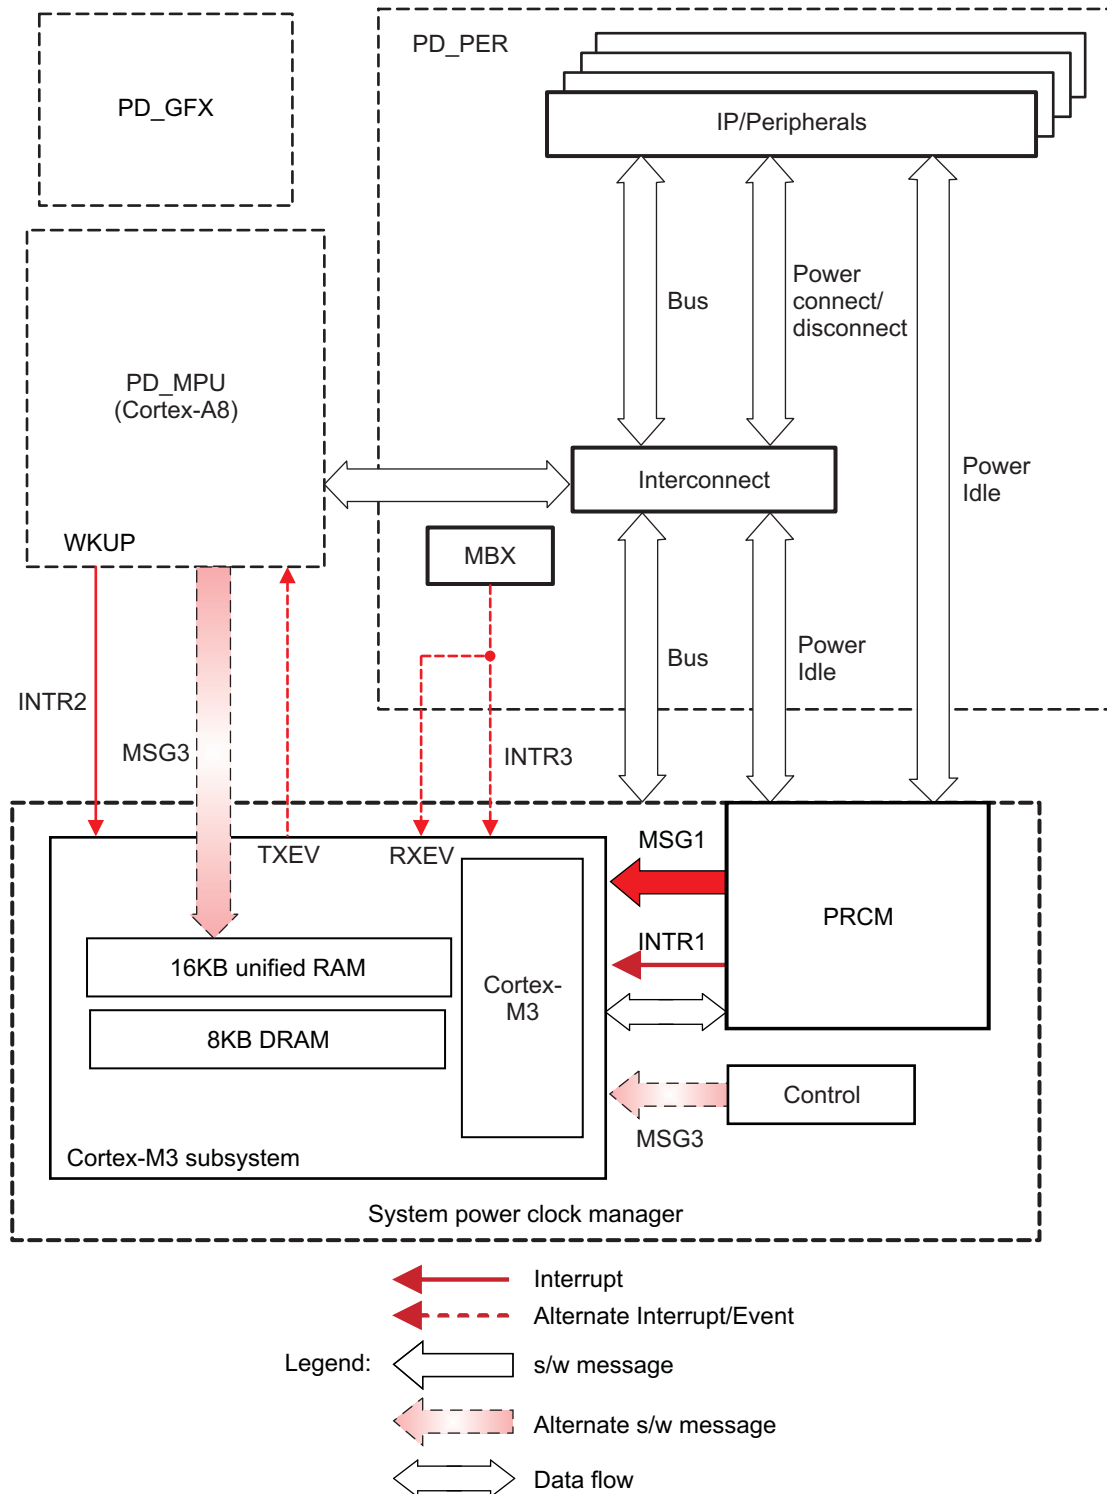 PD_PER
PD_GFX
IP/Peripherals
Bus
Power
connect/
disconnect
PD_MPU
(Cortex-A8)
Power
Idle
Interconnect
WKUP
MBX
Bus
Power
Idle
INTR2
MSG3
INTR3
TXEV
RXEV
MSG1
PRCM
INTR1
16KB unified RAM
Cortex-
M3
8KB DRAM
Control
MSG3
Cortex-M3 subsystem
System power clock manager
Interrupt
Alternate Interrupt/Event
Legend:
s/w message
Alternate s/w message
Data flow